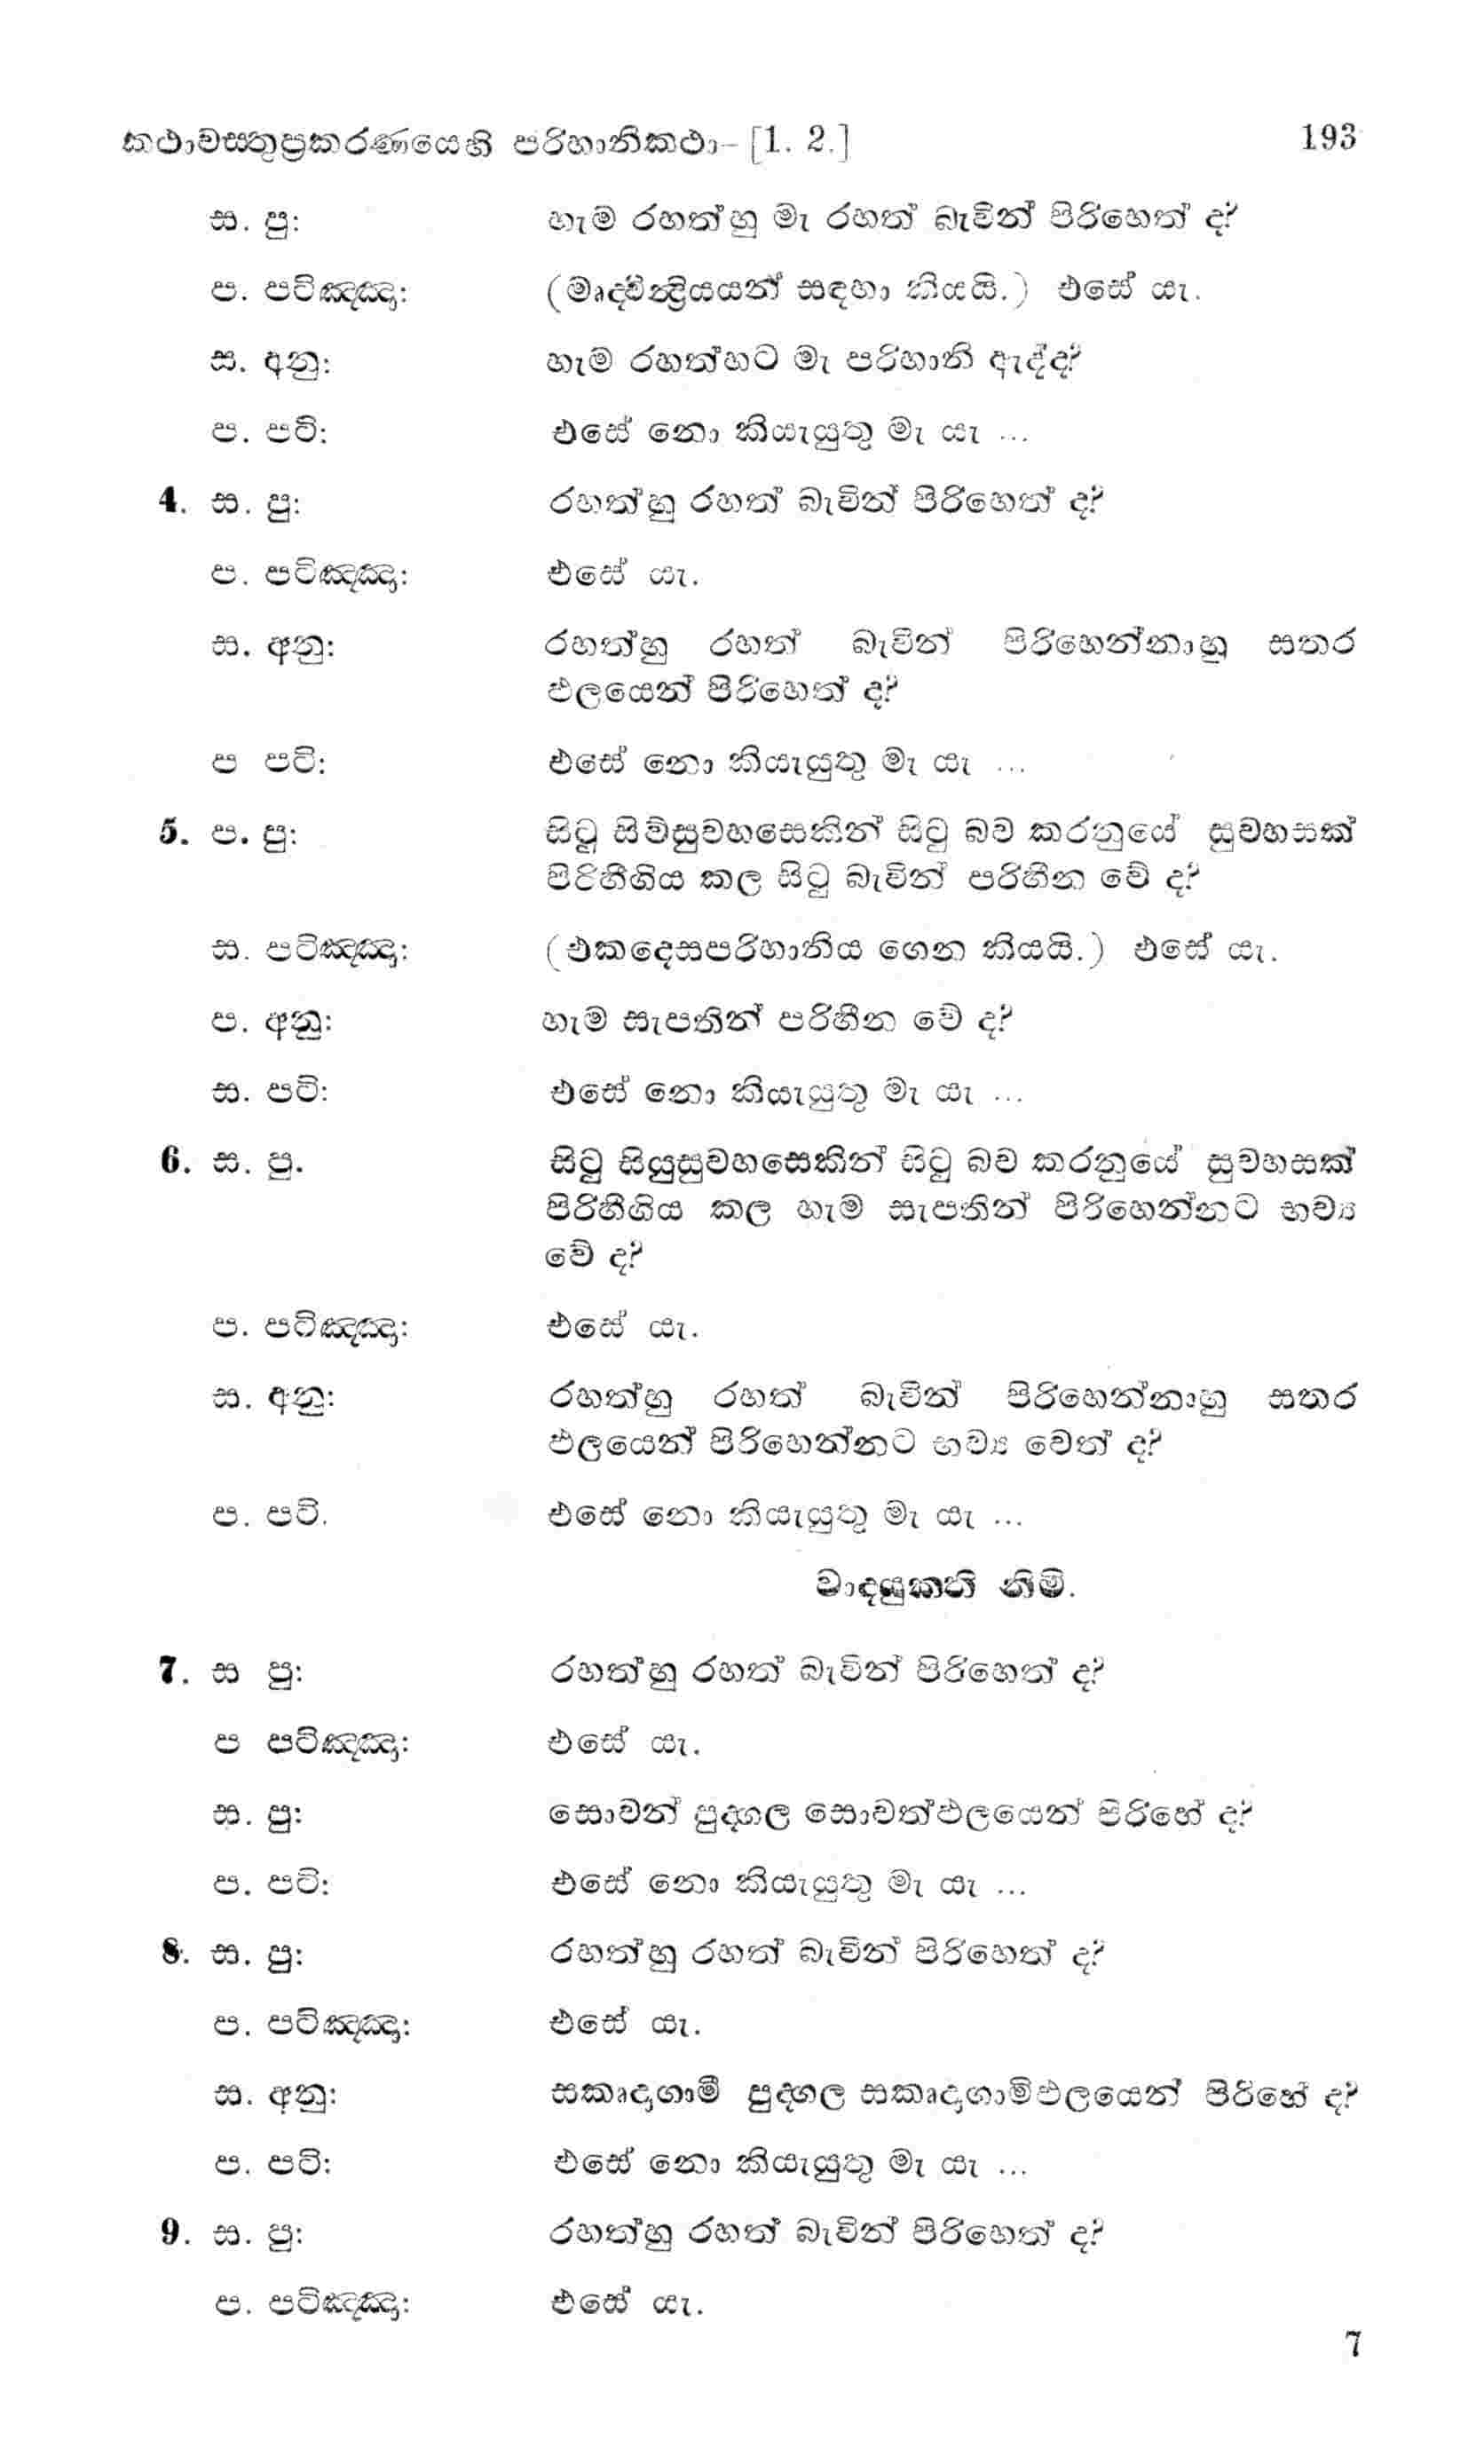 කථාවස්තුප්‍රකරණයෙහි පරිහානිකථා- [1. 2.] 193
ස. පු: හැම රහත්හු මැ රහත් බැවින් පිරිහෙත් ද?
ප. පටිඤ්ඤා: (මෘද්වින්‍ද්‍රියයන් සඳහා කියයි.) එසේ යැ.
ස. අනු: හැම රහත්හට මැ පරිහානි ඇද්ද?
ප. පටි: එසේ නො කියැයුතු මැ යැ ...
4. ස. පු: රහත්හු රහත් බැවින් පිරිහෙත් ද?
ප. පටිඤ්ඤා: එසේ යැ.
ස. අනු: රහත්හු රහත් බැවින් පිරිහෙන්නාහු සතර
ඵලයෙන් පිරිහෙත් ද?
ප පටි: එසේ නො කියැයුතු මැ යැ ...
5. ප. පු: සිටු සිව්සුවහසෙකින් සිටු බව කරනුයේ සුවහසක්
පිරිහීගිය කල සිටු බැවින් පරිහීන වේ ද?
ස. පටිඤ්ඤා: (එකදෙසපරිහානිය ගෙන කියයි.) එසේ යැ.
ප. අනු: හැම සැපතින් පරිහීන වේ ද?
ස. පටි: එසේ නො කියැයුතු මැ යැ ...
6. ස. පු. සිටු සියුසුවහසෙකින් සිටු බව කරනුයේ සුවහසක්
පිරිහීගිය කල හැම සැපතින් පිරිහෙන්නට භව්‍ය
වේ ද?
ප. පටිඤ්ඤා: එසේ යැ.
ස. අනු: රහත්හු රහත් බැවින් පිරිහෙන්නාහු සතර
ඵලයෙන් පිරිහෙන්නට භව්‍ය වෙත් ද?
ප. පටි. එසේ නො කියැයුතු මැ යැ ...
වාදයුක්ති නිමි.
7. ස පු: රහත්හු රහත් බැවින් පිරිහෙත් ද?
ප පටිඤ්ඤා: එසේ යැ.
ස. පු: සොවන් පුද්ගල සොවන්ඵලයෙන් පිරිහේ ද?
ප. පටි: එසේ නො කියැයුතු මැ යැ ...
8. ස. පු: රහත්හු රහත් බැවින් පිරිහෙත් ද?
ප. පටිඤ්ඤා: එසේ යැ.
ස. අනු: සකෘදාගාමී පුද්ගල සකෘදාගාමිඵලයෙන් පිරිහේ ද?
ප. පටි: එසේ නො කියැයුතු මැ යැ ...
9. ස. පු: රහත්හු රහත් බැවින් පිරිහෙත් ද?
ප. පටිඤ්ඤා: එසේ යැ.
7